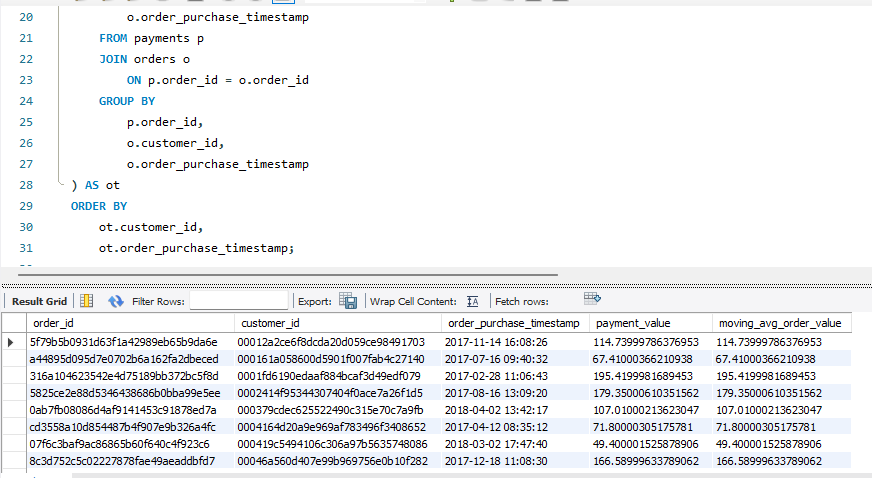 20 o.order_purchase_timestamp
21 FROM payments p
22 JOIN orders o
23 ON p.order_id = o.order_id
24 GROUP BY
25 p.order_id,
26 o.customer_id,
27 o.order_purchase_timestamp
28 ) AS ot
29 ORDER BY
30 ot.customer_id,
31 ot.order_purchase_timestamp;
Result Grid Filter Rows: Export: Wrap Cell Content: IA Fetch rows:
order_id customer_id order_purchase_timestamp payment_value moving_avg_order_value
5f79b5b0931d63f1a42989eb65b9da6e 00012a2ce6f8dcda20d059ce98491703 2017-11-14 16:08:26 114.73999786376953 114.73999786376953
a44895d095d7e0702b6a162fa2dbeced 000161a058600d5901f007fab4c27140 2017-07-16 09:40:32 67.41000366210938 67.41000366210938
316a104623542e4d75189bb372bc5f8d 0001fd6190edaaf884bcaf3d49edf079 2017-02-28 11:06:43 195.4199981689453 195.4199981689453
5825ce2e88d5346438686b0bba99e5ee 0002414f95344307404f0ace7a26f1d5 2017-08-16 13:09:20 179.35000610351562 179.35000610351562
0ab7fb08086d4af9141453c91878ed7a 000379cdec625522490c315e70c7a9fb 2018-04-02 13:42:17 107.01000213623047 107.01000213623047
cd3558a10d854487b4f907e9b326a4fc 0004164d20a9e969af783496f3408652 2017-04-12 08:35:12 71.80000305175781 71.80000305175781
07f6c3baf9ac86865b60f640c4f923c6 000419c5494106c306a97b5635748086 2018-03-02 17:47:40 49.400001525878906 49.400001525878906
8c3d752c5c02227878fae49aeaddbfd7 00046a560d407e99b969756e0b10f282 2017-12-18 11:08:30 166.58999633789062 166.58999633789062